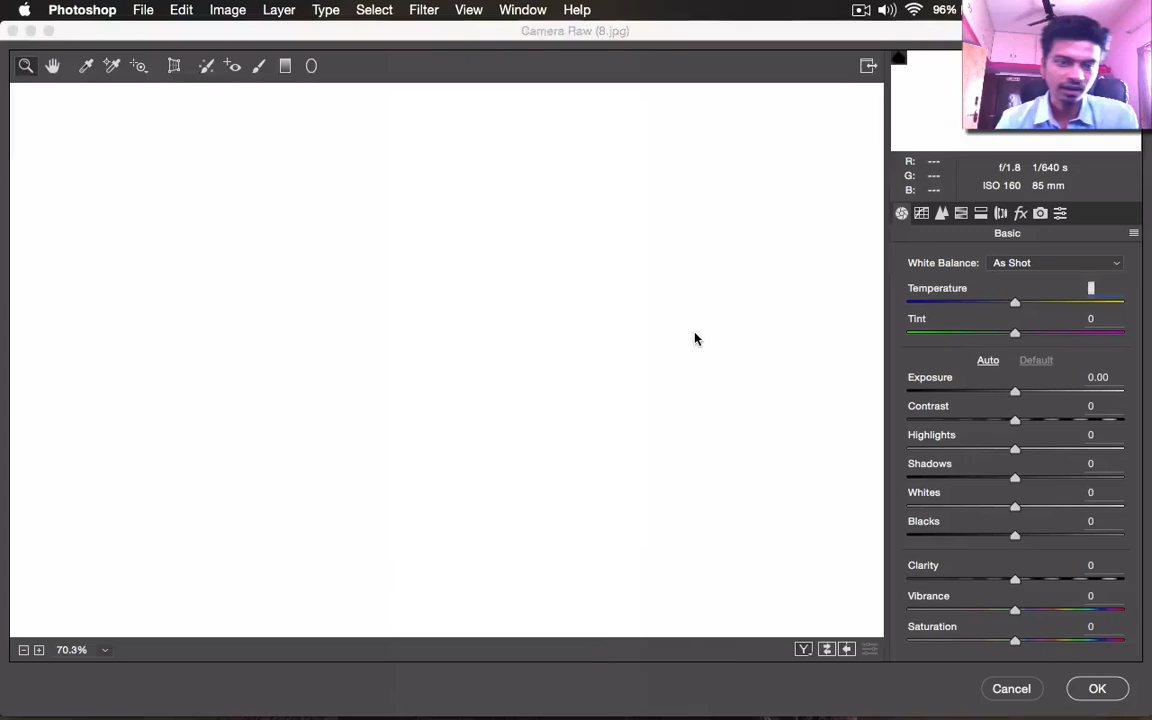 Photoshop File Edit Image Layer Type Select Filter View Window Help 96%
Camera Raw (8.jpg)
R: ---
G: ---
B: ---
f/1.8 1/640 s
ISO 160 85 mm
fx
Basic
White Balance: As Shot
Temperature
Tint 0
Auto Default
Exposure 0.00
Contrast 0
Highlights 0
Shadows 0
Whites 0
Blacks 0
Clarity 0
Vibrance 0
Saturation 0
70.3%
Y
Cancel OK